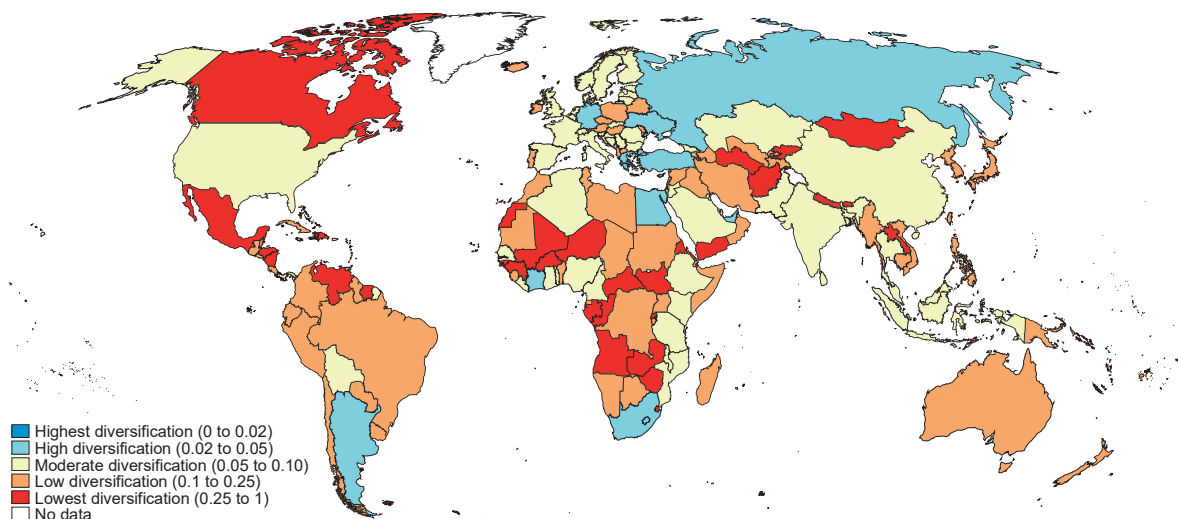 Highest diversification (0 to 0.02)
High diversification (0.02 to 0.05)
Moderate diversification (0.05 to 0.10)
Low diversification (0.1 to 0.25)
Lowest diversification (0.25 to 1)
No data